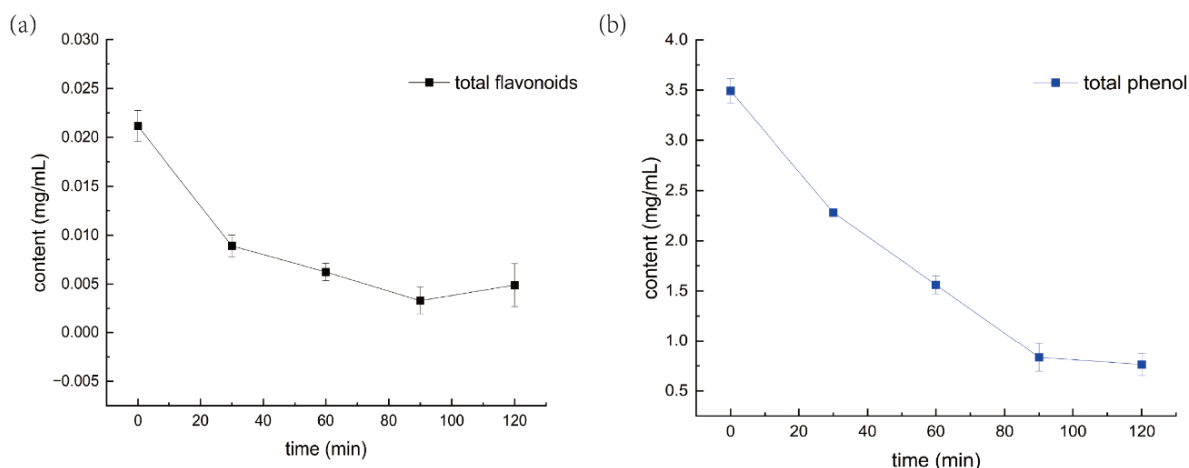 (a)
0.030
0.025
0.020
0.015
0.010
0.005
0.000
−0.005
content (mg/mL)
total flavonoids
0 20 40 60 80 100 120
time (min)
(b)
4.0
3.5
3.0
2.5
2.0
1.5
1.0
0.5
content (mg/mL)
total phenol
0 20 40 60 80 100 120
time (min)